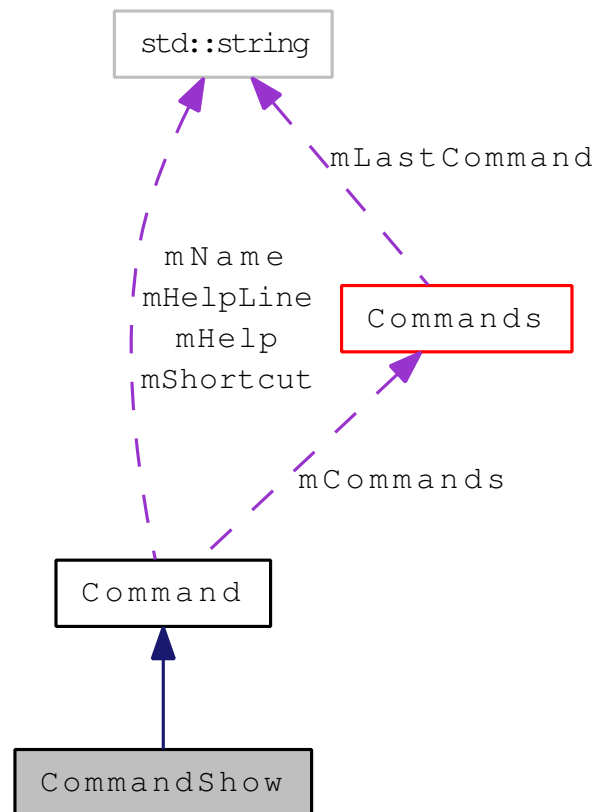 std::string
mLastCommand
mName
mHelpLine
mHelp
mShortcut
Commands
mCommands
Command
CommandShow